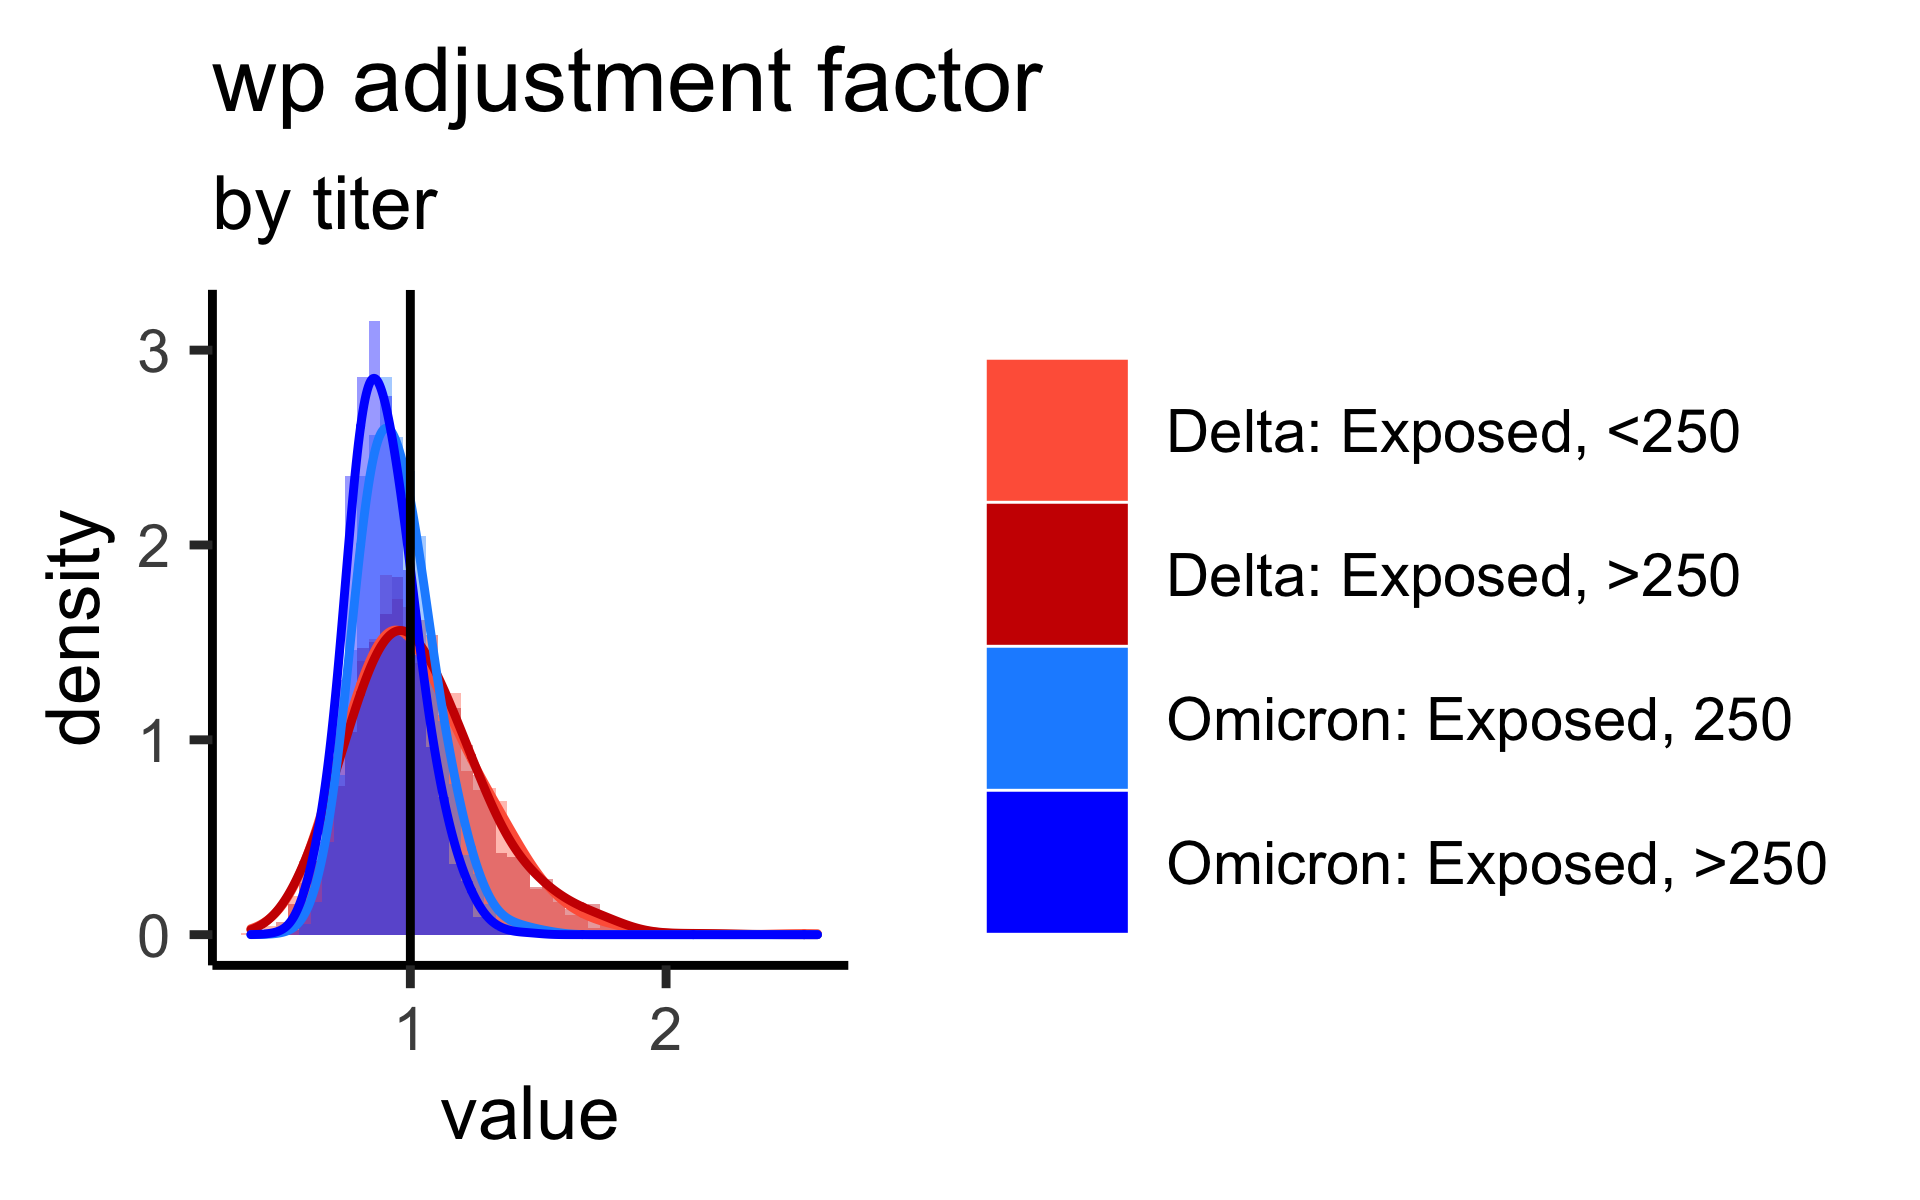 wp adjustment factor
by titer
3
2
1
0
density
1 2
value
Delta: Exposed, <250
Delta: Exposed, >250
Omicron: Exposed, 250
Omicron: Exposed, >250